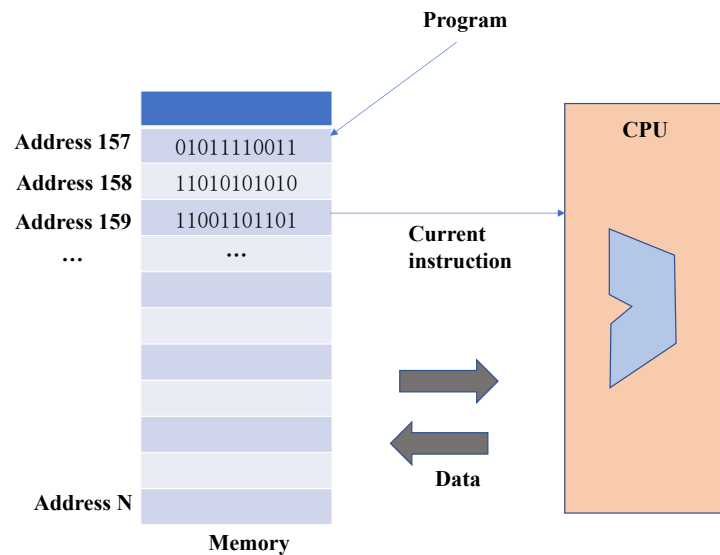 Program
CPU
Address 157
01011110011
Address 158
11010101010
Address 159
11001101101
...
...
Current
instruction
Data
Address N
Memory